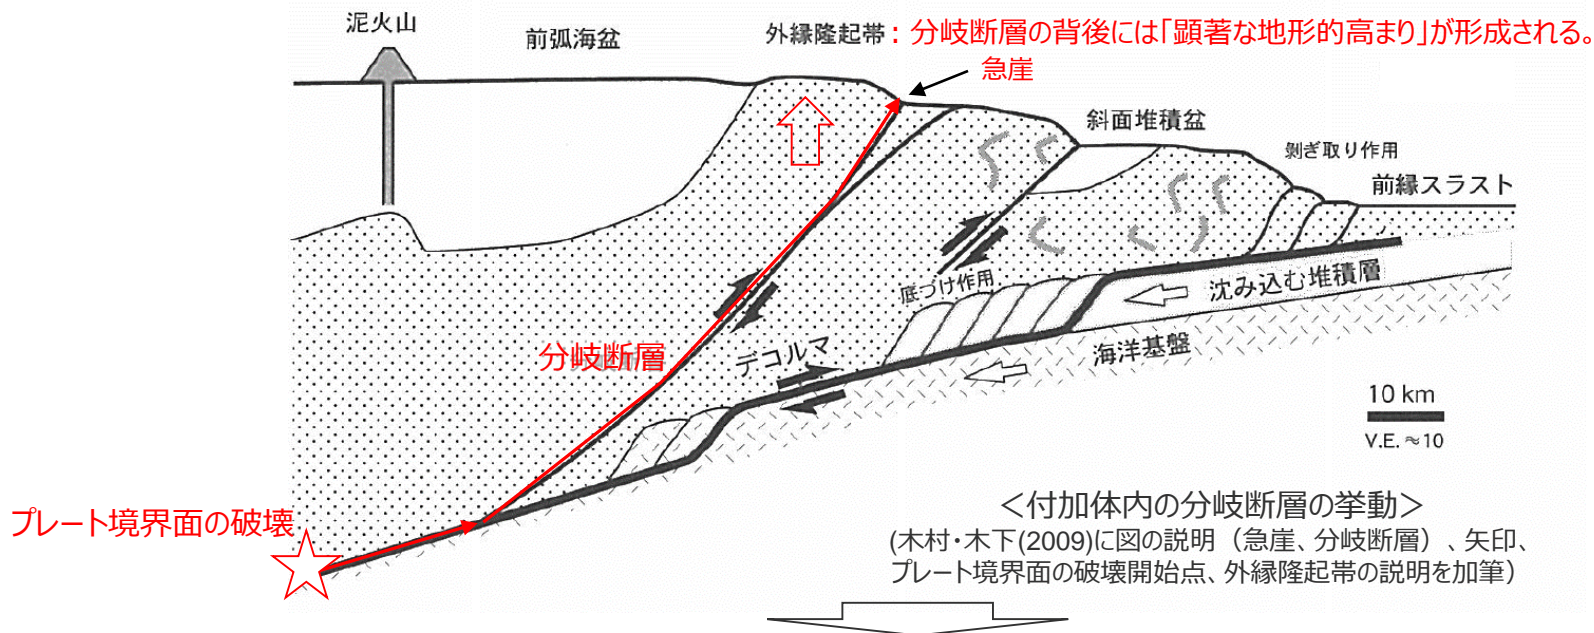 泥火山
前弧海盆
外縁隆起帯：分岐断層の背後には「顕著な地形的高まり」が形成される。
急崖
斜面堆積盆
剝ぎ取り作用
前縁スラスト
底づけ作用
沈み込む堆積層
分岐断層
デコルマ
海洋基盤
10 km
V.E. ≈10
プレート境界面の破壊
＜付加体内の分岐断層の挙動＞
(木村・木下(2009)に図の説明（急崖、分岐断層）、矢印、
プレート境界面の破壊開始点、外縁隆起帯の説明を加筆）